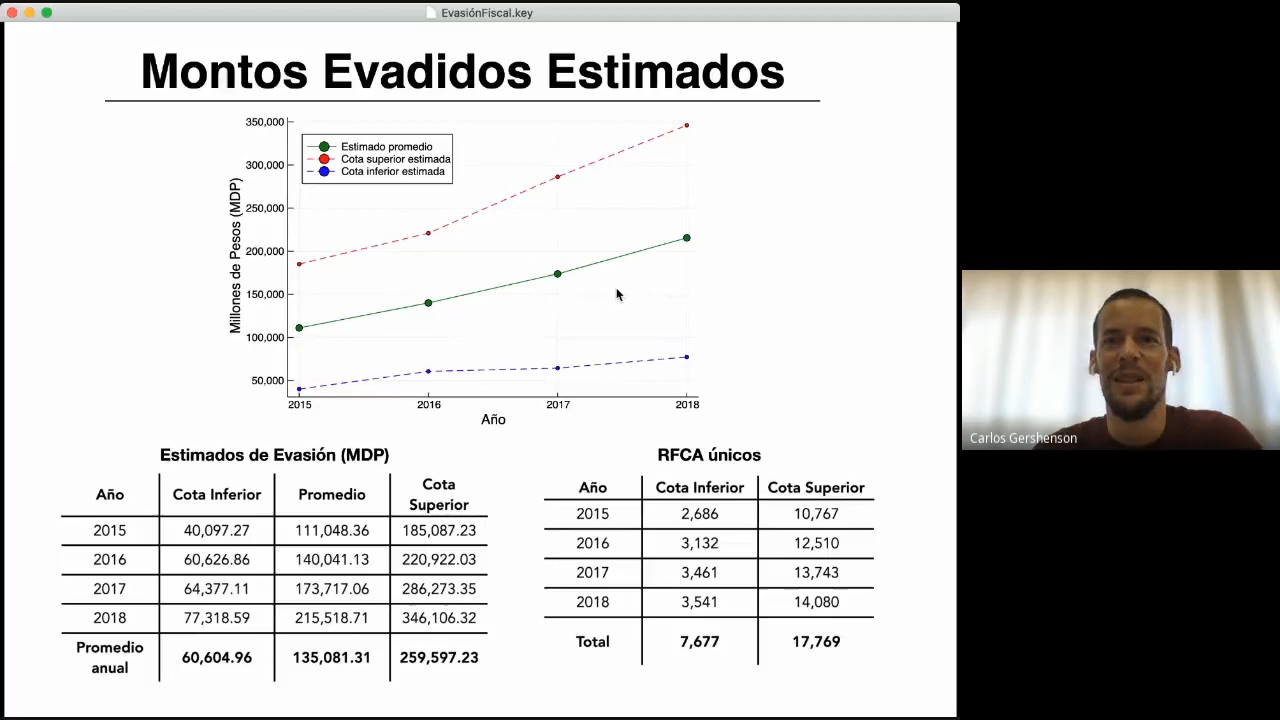 EvasiónFiscal.key
Montos Evadidos Estimados
350,000
300,000
250,000
200,000
150,000
100,000
50,000
Millones de Pesos (MDP)
Estimado promedio
Cota superior estimada
Cota inferior estimada
2015 2016 2017 2018
Año
Estimados de Evasión (MDP)
Año Cota Inferior Promedio Cota Superior
2015 40,097.27 111,048.36 185,087.23
2016 60,626.86 140,041.13 220,922.03
2017 64,377.11 173,717.06 286,273.35
2018 77,318.59 215,518.71 346,106.32
Promedio anual 60,604.96 135,081.31 259,597.23
RFCA únicos
Año Cota Inferior Cota Superior
2015 2,686 10,767
2016 3,132 12,510
2017 3,461 13,743
2018 3,541 14,080
Total 7,677 17,769
Carlos Gershenson